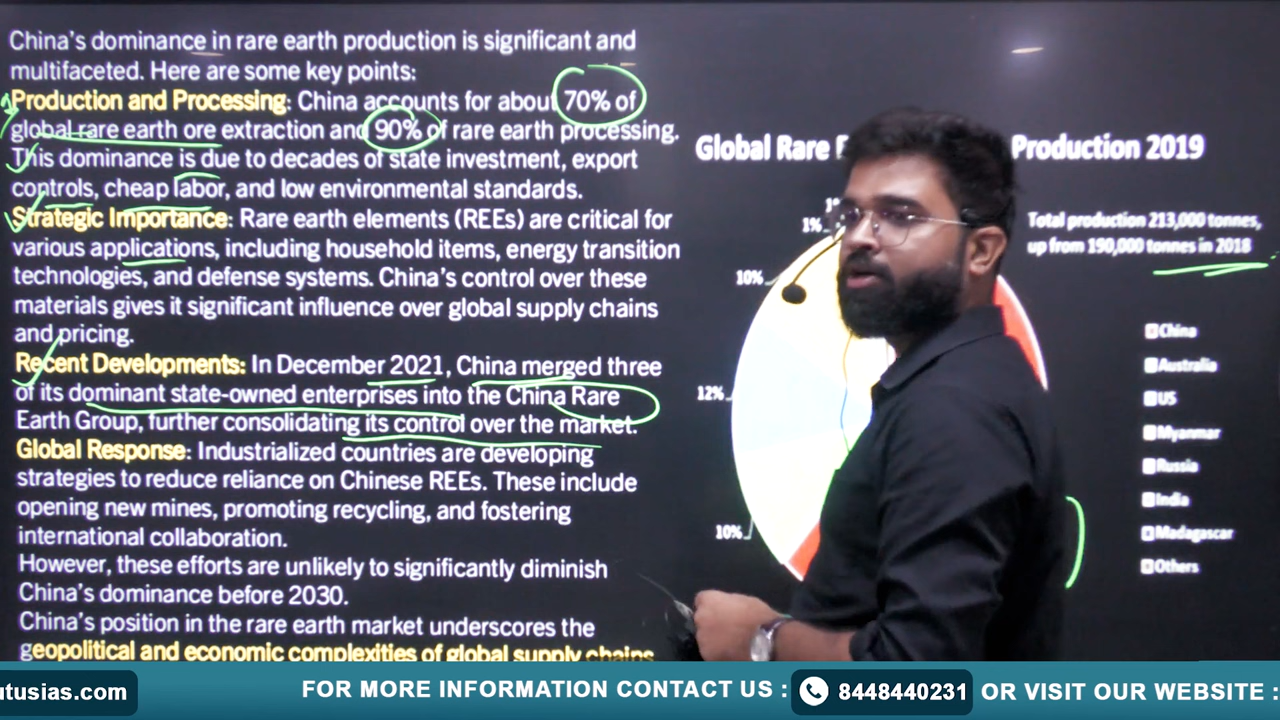 China's dominance in rare earth production is significant and
multifaceted. Here are some key points:
Production and Processing: China accounts for about 70% of
global rare earth ore extraction and 90% of rare earth processing.
This dominance is due to decades of state investment, export
controls, cheap labor, and low environmental standards.
Strategic Importance: Rare earth elements (REEs) are critical for
various applications, including household items, energy transition
technologies, and defense systems. China's control over these
materials gives it significant influence over global supply chains
and pricing.
Recent Developments: In December 2021, China merged three
of its dominant state-owned enterprises into the China Rare
Earth Group, further consolidating its control over the market.
Global Response: Industrialized countries are developing
strategies to reduce reliance on Chinese REEs. These include
opening new mines, promoting recycling, and fostering
international collaboration.
However, these efforts are unlikely to significantly diminish
China's dominance before 2030.
China's position in the rare earth market underscores the
geopolitical and economic complexities of global supply chains
Global Rare Production 2019
Total production 213,000 tonnes,
up from 190,000 tonnes in 2018
1%
10%
12%
10%
China
Australia
US
Myanmar
Russia
India
Madagascar
Others
utusias.com
FOR MORE INFORMATION CONTACT US : 8448440231 OR VISIT OUR WEBSITE :